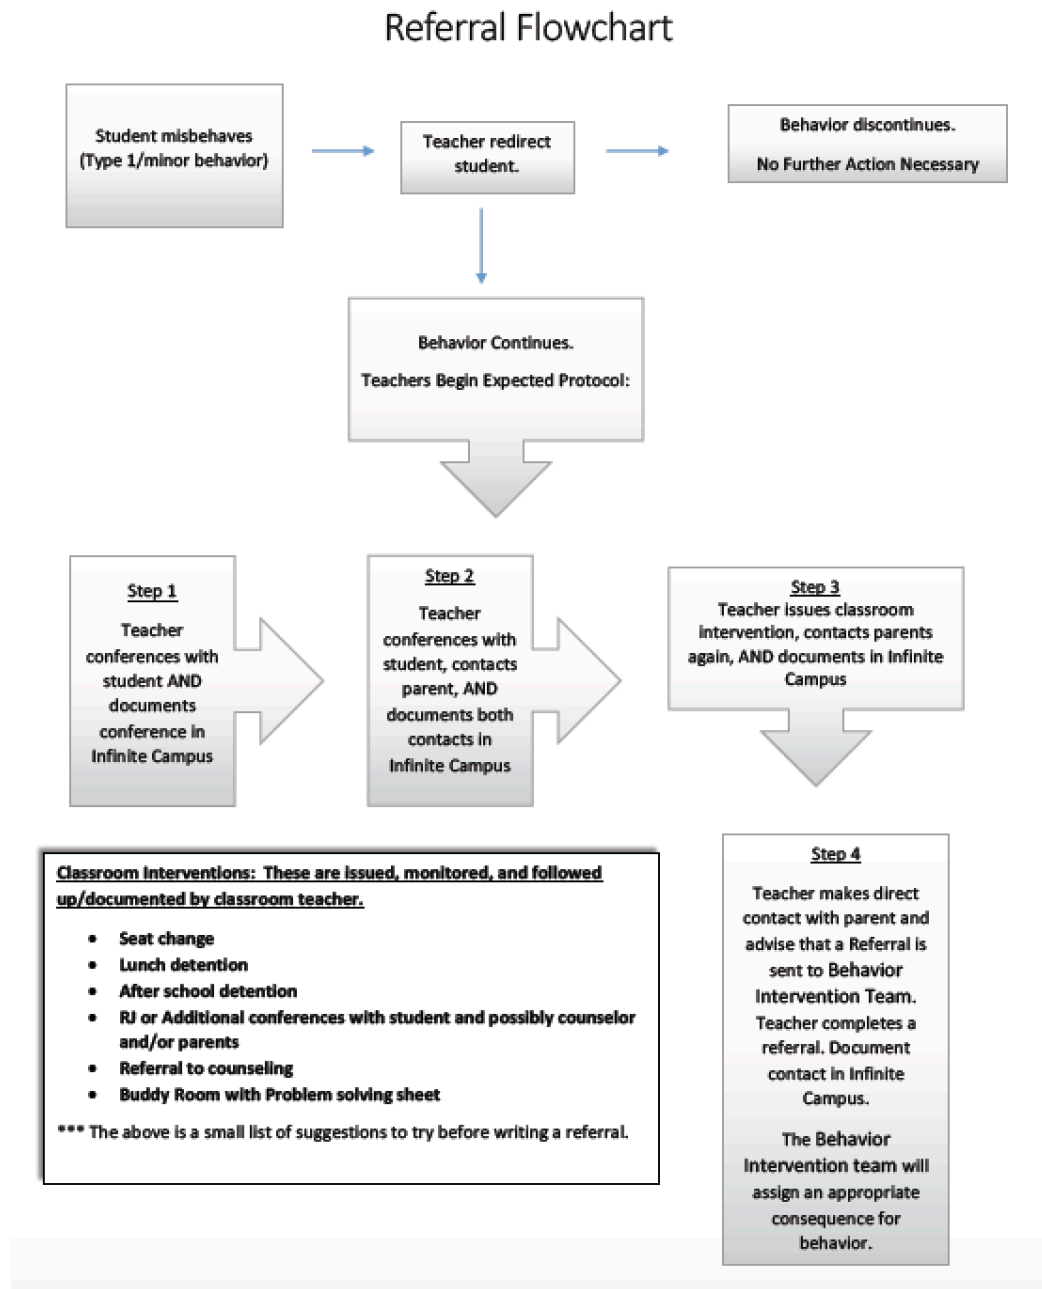 Referral Flowchart
Student misbehaves
(Type 1/minor behavior)
Teacher redirect
student.
Behavior discontinues.
No Further Action Necessary
Behavior Continues.
Teachers Begin Expected Protocol:
Step 1
Teacher
conferences with
student AND
documents
conference in
Infinite Campus
Step 2
Teacher
conferences with
student, contacts
parent, AND
documents both
contacts in
Infinite Campus
Step 3
Teacher issues classroom
intervention, contacts parents
again, AND documents in Infinite
Campus
Classroom Interventions:  These are issued, monitored, and followed
up/documented by classroom teacher.
• Seat change
• Lunch detention
• After school detention
• RJ or Additional conferences with student and possibly counselor
and/or parents
• Referral to counseling
• Buddy Room with Problem solving sheet
*** The above is a small list of suggestions to try before writing a referral.
Step 4
Teacher makes direct
contact with parent and
advise that a Referral is
sent to Behavior
Intervention Team.
Teacher completes a
referral. Document
contact in Infinite
Campus.
The Behavior
Intervention team will
assign an appropriate
consequence for
behavior.